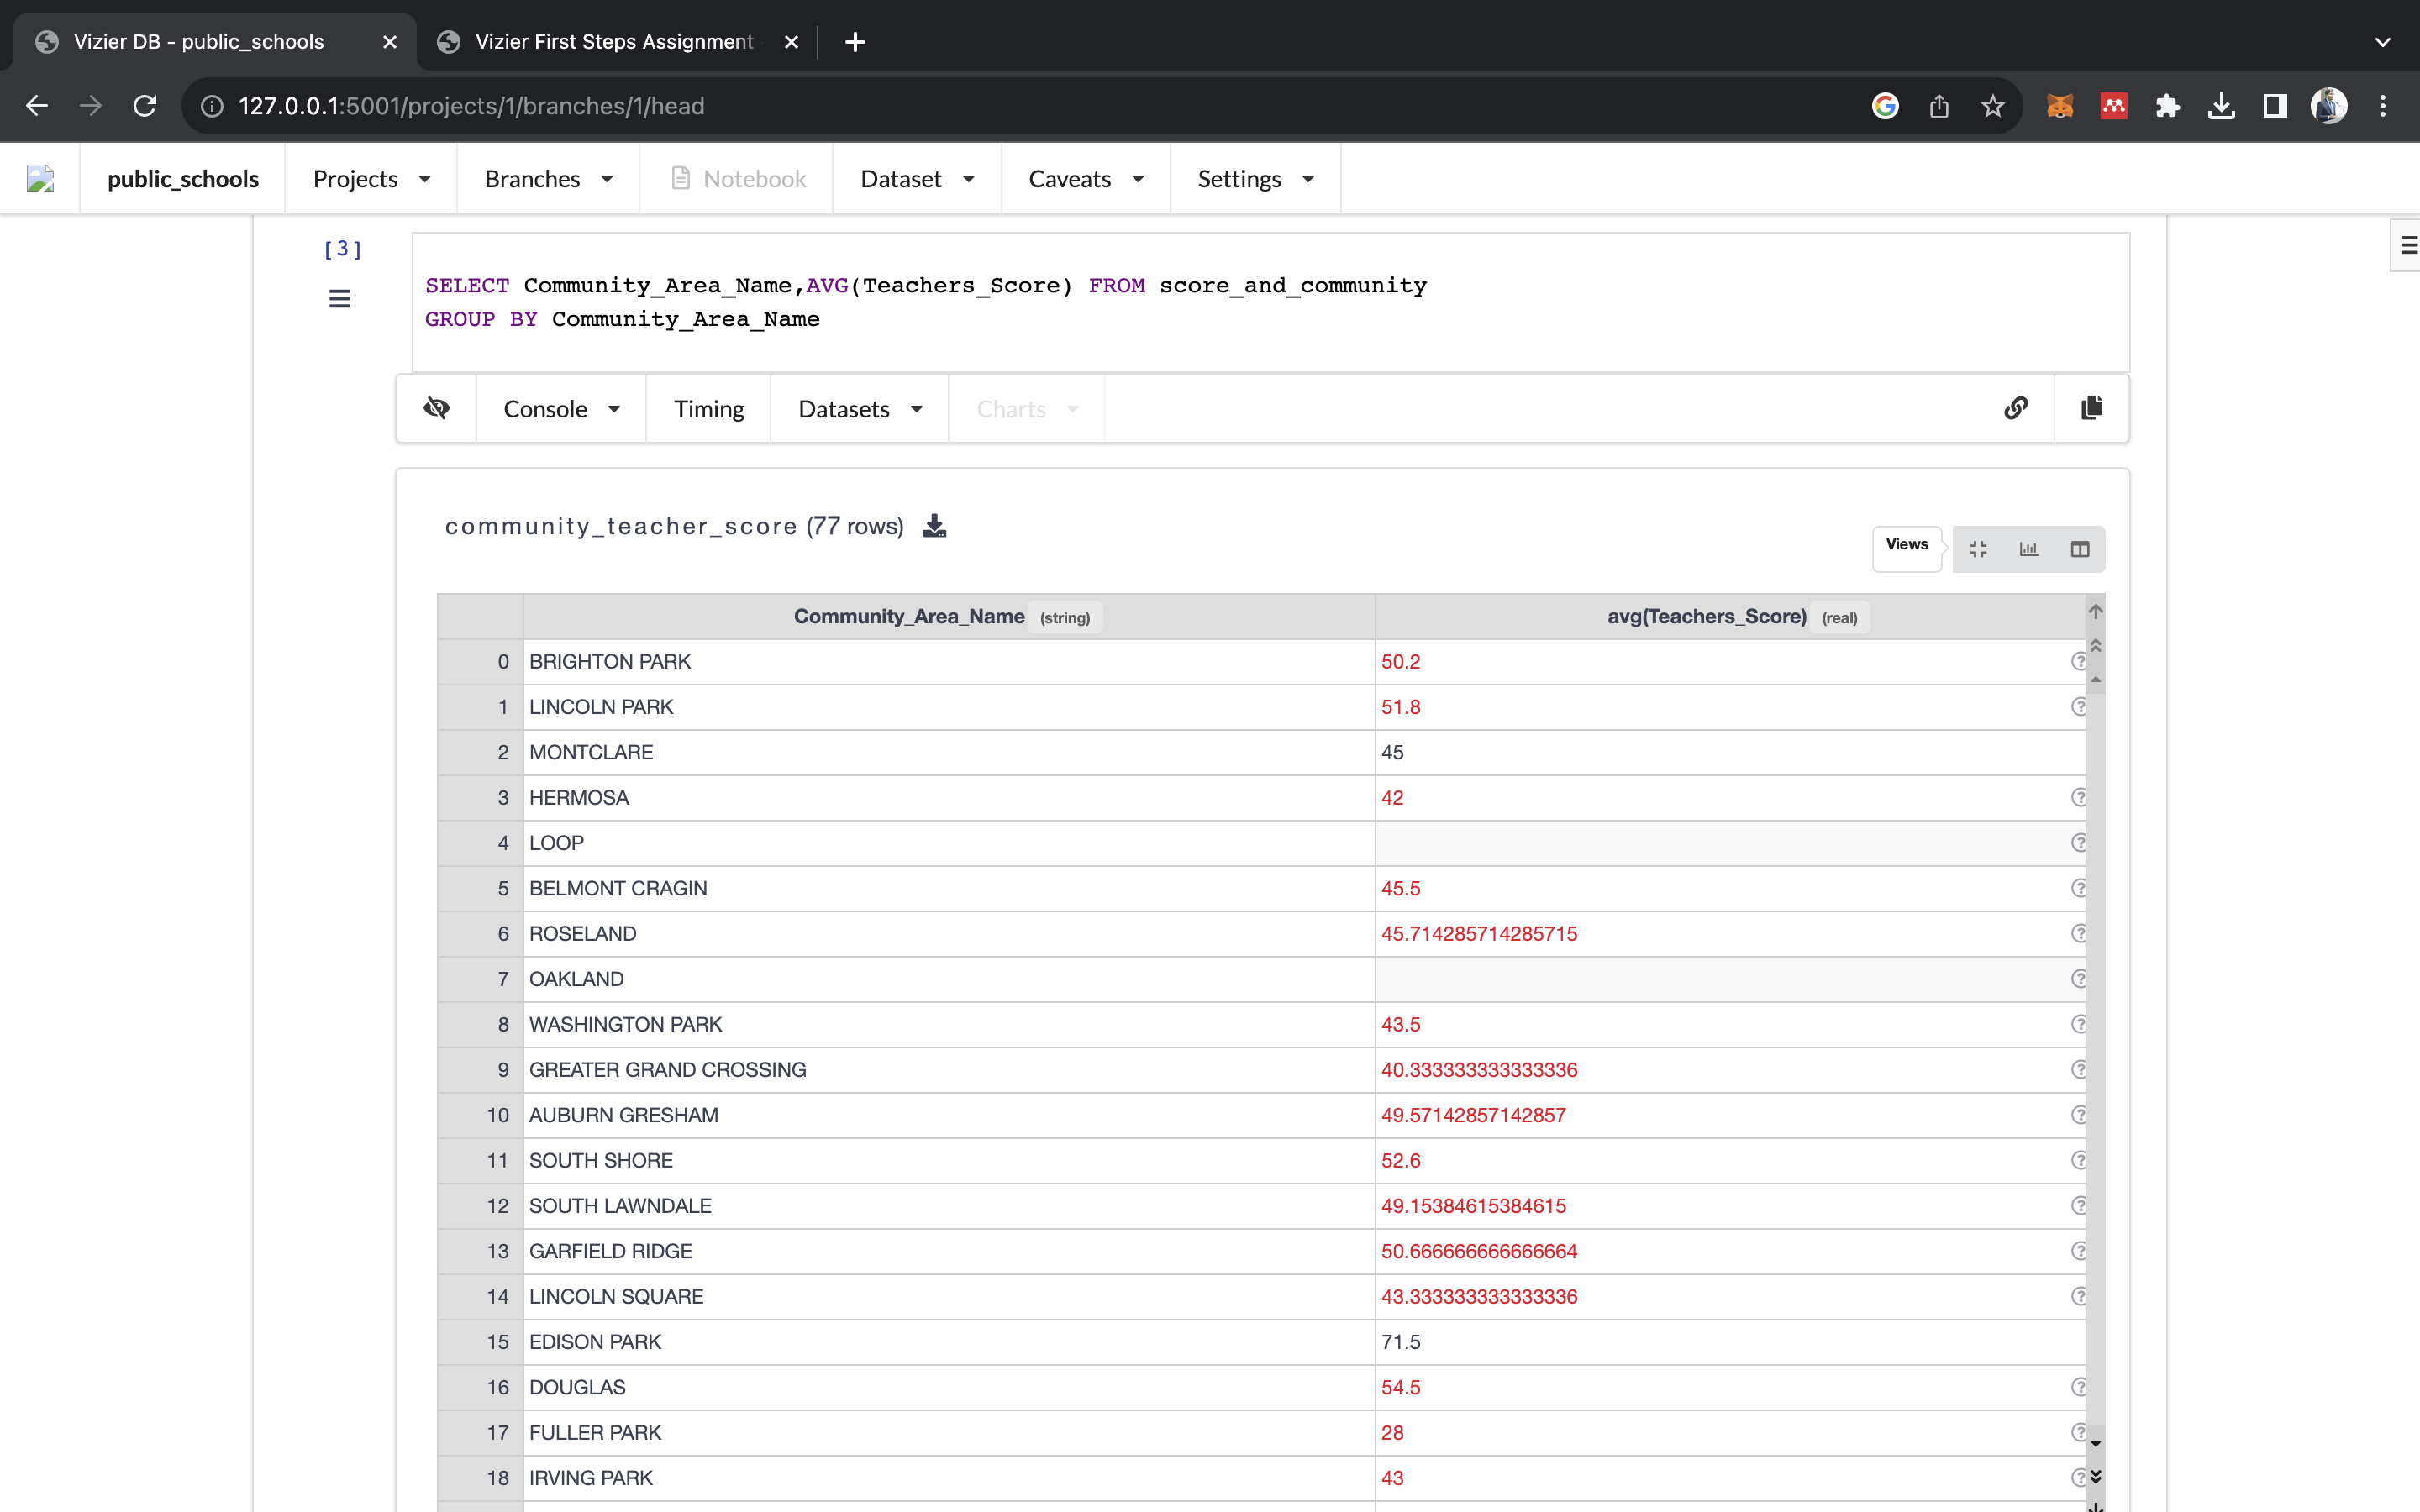 Vizier DB - public_schools
Vizier First Steps Assignment
127.0.0.1:5001/projects/1/branches/1/head
public_schools Projects Branches Notebook Dataset Caveats Settings
[3]
SELECT Community_Area_Name,AVG(Teachers_Score) FROM score_and_community
GROUP BY Community_Area_Name
Console Timing Datasets Charts
community_teacher_score (77 rows)
Views
Community_Area_Name (string) avg(Teachers_Score) (real)
0 BRIGHTON PARK 50.2
1 LINCOLN PARK 51.8
2 MONTCLARE 45
3 HERMOSA 42
4 LOOP
5 BELMONT CRAGIN 45.5
6 ROSELAND 45.714285714285715
7 OAKLAND
8 WASHINGTON PARK 43.5
9 GREATER GRAND CROSSING 40.333333333333336
10 AUBURN GRESHAM 49.57142857142857
11 SOUTH SHORE 52.6
12 SOUTH LAWNDALE 49.15384615384615
13 GARFIELD RIDGE 50.666666666666664
14 LINCOLN SQUARE 43.333333333333336
15 EDISON PARK 71.5
16 DOUGLAS 54.5
17 FULLER PARK 28
18 IRVING PARK 43